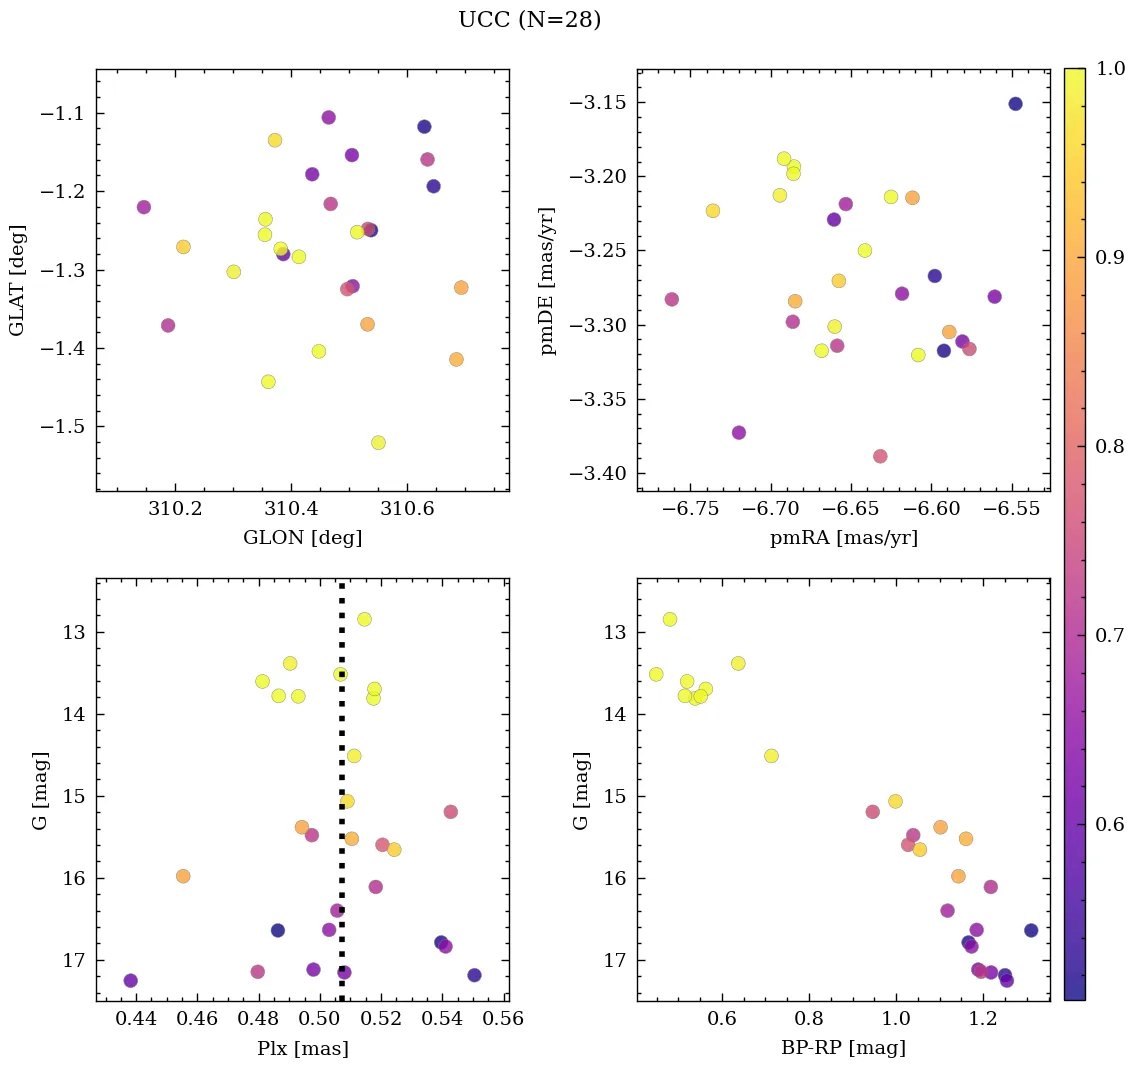 UCC (N=28)
−1.1
−1.2
−1.3
−1.4
−1.5
GLAT [deg]
310.2 310.4 310.6
GLON [deg]
−3.15
−3.20
−3.25
−3.30
−3.35
−3.40
pmDE [mas/yr]
−6.75 −6.70 −6.65 −6.60 −6.55
pmRA [mas/yr]
1.0
0.9
0.8
0.7
0.6
13
14
15
16
17
G [mag]
0.44 0.46 0.48 0.50 0.52 0.54 0.56
Plx [mas]
13
14
15
16
17
G [mag]
0.6 0.8 1.0 1.2
BP-RP [mag]